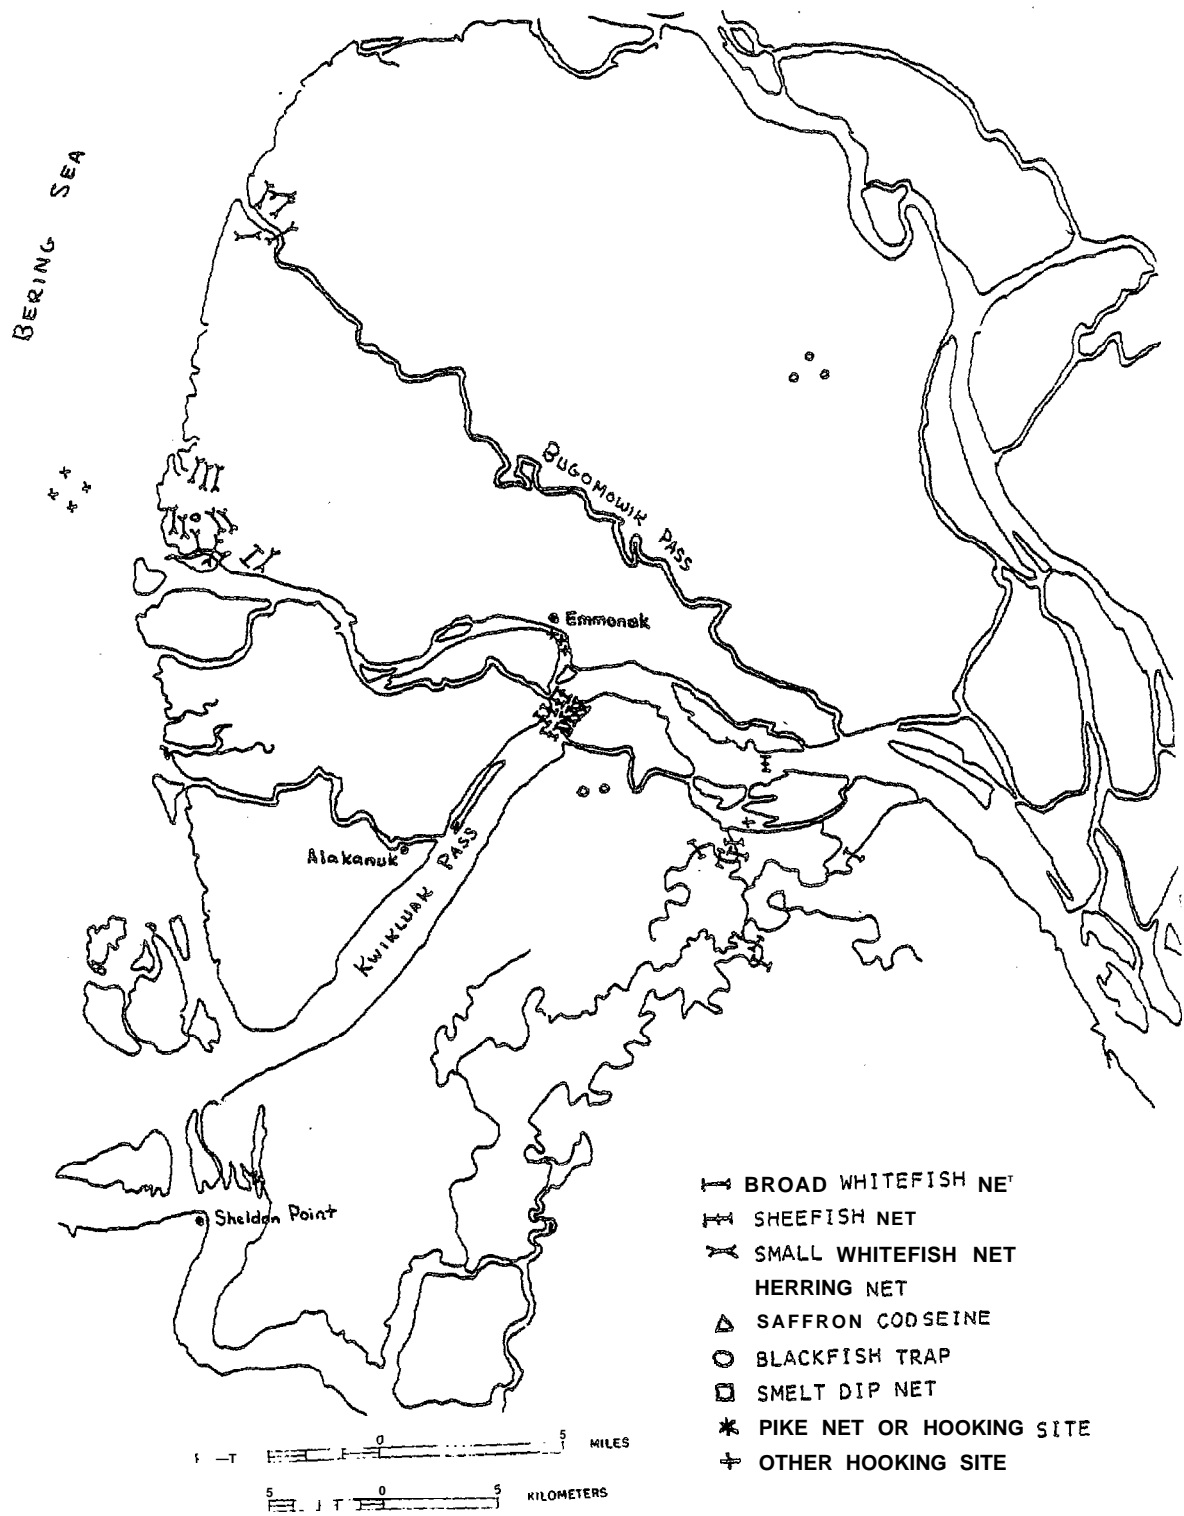 BERING SEA
BUGOMOWIK PASS
Emmonak
Alakanuk
KWIKLUAK PASS
Sheldon Point
BROAD WHITEFISH NET
SHEEFISH NET
SMALL WHITEFISH NET
HERRING NET
SAFFRON CODSEINE
BLACKFISH TRAP
SMELT DIP NET
PIKE NET OR HOOKING SITE
OTHER HOOKING SITE
0 5 MILES
5 0 5 KILOMETERS